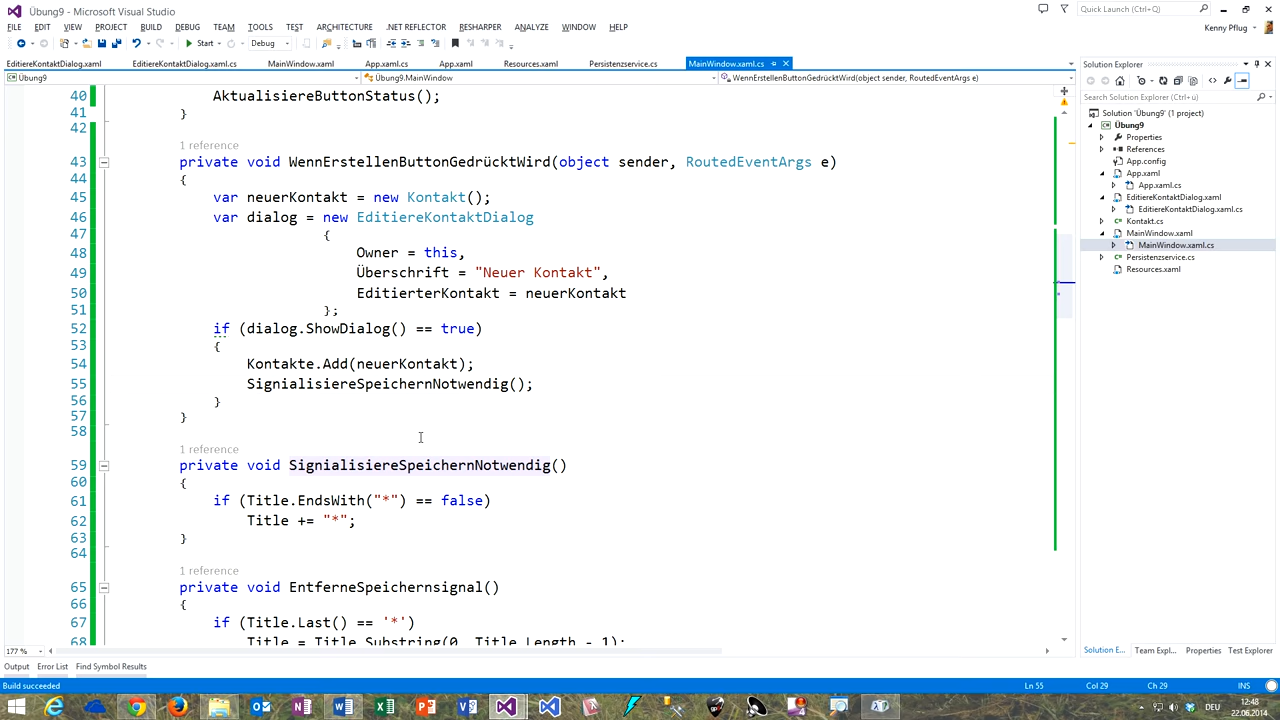 Übung9 - Microsoft Visual Studio
Quick Launch (Ctrl+Q)
FILE EDIT VIEW PROJECT BUILD DEBUG TEAM TOOLS TEST ARCHITECTURE .NET REFLECTOR RESHARPER ANALYZE WINDOW HELP
Kenny Pflug
Start Debug
EditiereKontaktDialog.xaml EditiereKontaktDialog.xaml.cs MainWindow.xaml App.xaml.cs App.xaml Resources.xaml Persistenzservice.cs MainWindow.xaml.cs
Übung9 Übung9.MainWindow WennErstellenButtonGedrücktWird(object sender, RoutedEventArgs e)
40 AktualisiereButtonStatus();
41 }
42
1 reference
43 private void WennErstellenButtonGedrücktWird(object sender, RoutedEventArgs e)
44 {
45 var neuerKontakt = new Kontakt();
46 var dialog = new EditiereKontaktDialog
47 {
48 Owner = this,
49 Überschrift = "Neuer Kontakt",
50 EditierterKontakt = neuerKontakt
51 };
52 if (dialog.ShowDialog() == true)
53 {
54 Kontakte.Add(neuerKontakt);
55 SignialisiereSpeichernNotwendig();
56 }
57 }
58
1 reference
59 private void SignialisiereSpeichernNotwendig()
60 {
61 if (Title.EndsWith("*") == false)
62 Title += "*";
63 }
64
1 reference
65 private void EntferneSpeichernsignal()
66 {
67 if (Title.Last() == '*')
68 Title = Title.Substring(0, Title.Length - 1);
177 %
Solution Explorer
Search Solution Explorer (Ctrl+ü)
Solution 'Übung9' (1 project)
Übung9
Properties
References
App.config
App.xaml
App.xaml.cs
EditiereKontaktDialog.xaml
EditiereKontaktDialog.xaml.cs
Kontakt.cs
MainWindow.xaml
MainWindow.xaml.cs
Persistenzservice.cs
Resources.xaml
Solution E... Team Expl... Properties Test Explorer
Output Error List Find Symbol Results
Build succeeded Ln 55 Col 29 Ch 29 INS
DEU
12:48
22.06.2014